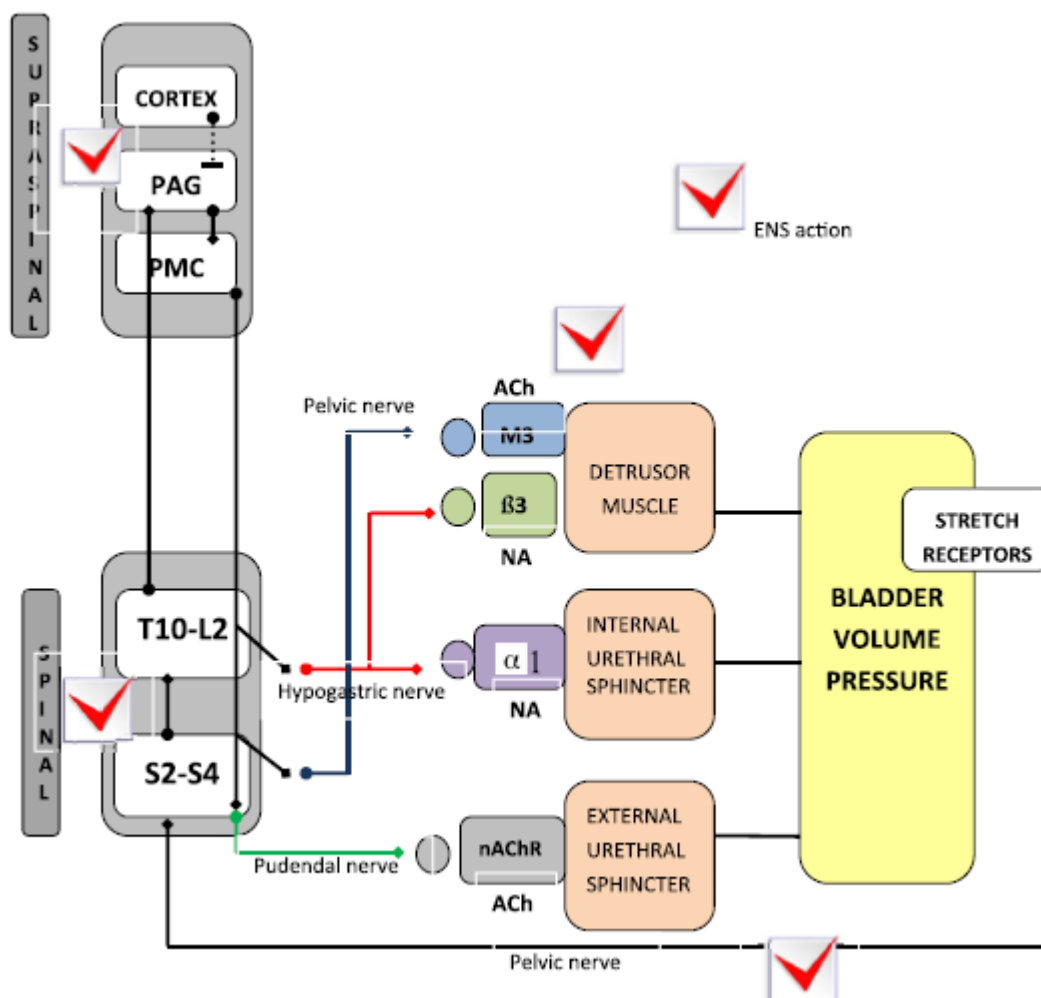 SUPRASPINAL
CORTEX
PAG
PMC
ENS action
Pelvic nerve
ACh
M3
ß3
NA
DETRUSOR
MUSCLE
STRETCH
RECEPTORS
BLADDER
VOLUME
PRESSURE
SPINAL
T10-L2
S2-S4
Hypogastric nerve
α1
NA
INTERNAL
URETHRAL
SPHINCTER
Pudendal nerve
nAChR
ACh
EXTERNAL
URETHRAL
SPHINCTER
Pelvic nerve